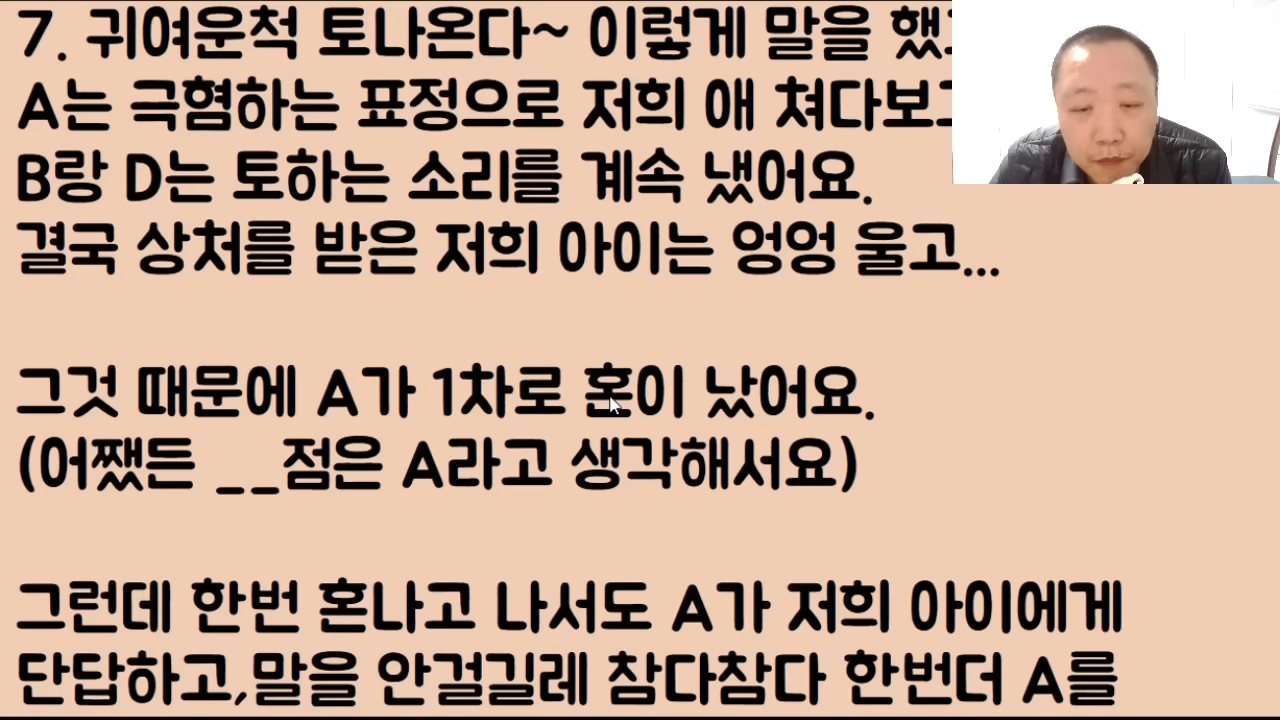 7. 귀여운척 토나온다~ 이렇게 말을 했
A는 극혐하는 표정으로 저희 애 쳐다보고
B랑 D는 토하는 소리를 계속 냈어요.
결국 상처를 받은 저희 아이는 엉엉 울고...
그것 때문에 A가 1차로 혼이 났어요.
(어쨌든 __점은 A라고 생각해서요)
그런데 한번 혼나고 나서도 A가 저희 아이에게
단답하고,말을 안걸길레 참다참다 한번더 A를